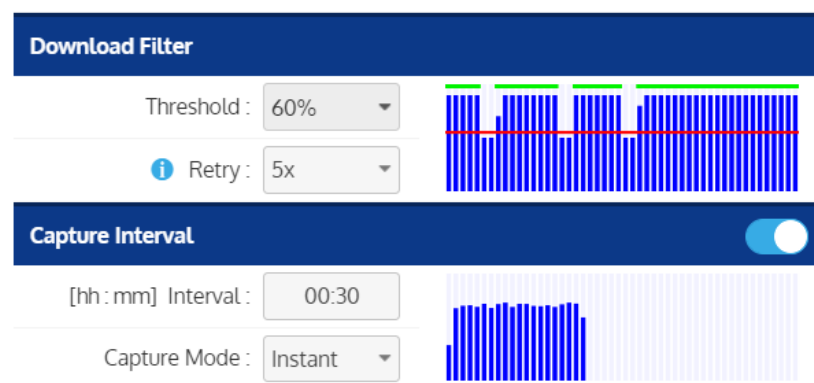 Download Filter
Threshold : 60%
i Retry : 5x
Capture Interval
[hh : mm] Interval : 00:30
Capture Mode : Instant